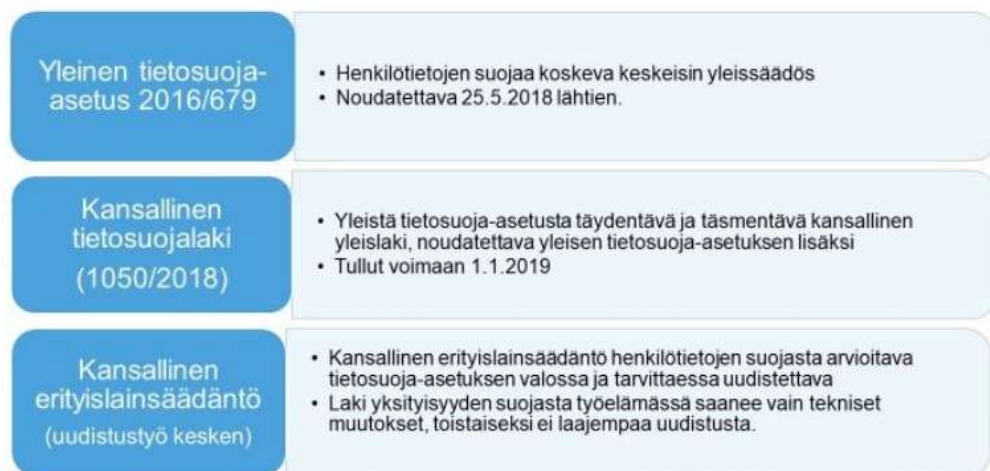 Yleinen tietosuoja-
asetus 2016/679
• Henkilötietojen suojaa koskeva keskeisin yleissäädös
• Noudatettava 25.5.2018 lähtien.
Kansallinen
tietosuojalaki
(1050/2018)
• Yleistä tietosuoja-asetusta täydentävä ja täsmentävä kansallinen
yleislaki, noudatettava yleisen tietosuoja-asetuksen lisäksi
• Tullut voimaan 1.1.2019
Kansallinen
erityislainsäädäntö
(uudistustyö kesken)
• Kansallinen erityislainsäädäntö henkilötietojen suojasta arvioitava
tietosuoja-asetuksen valossa ja tarvittaessa uudistettava
• Laki yksityisyyden suojasta työelämässä saanee vain tekniset
muutokset, toistaiseksi ei laajempaa uudistusta.